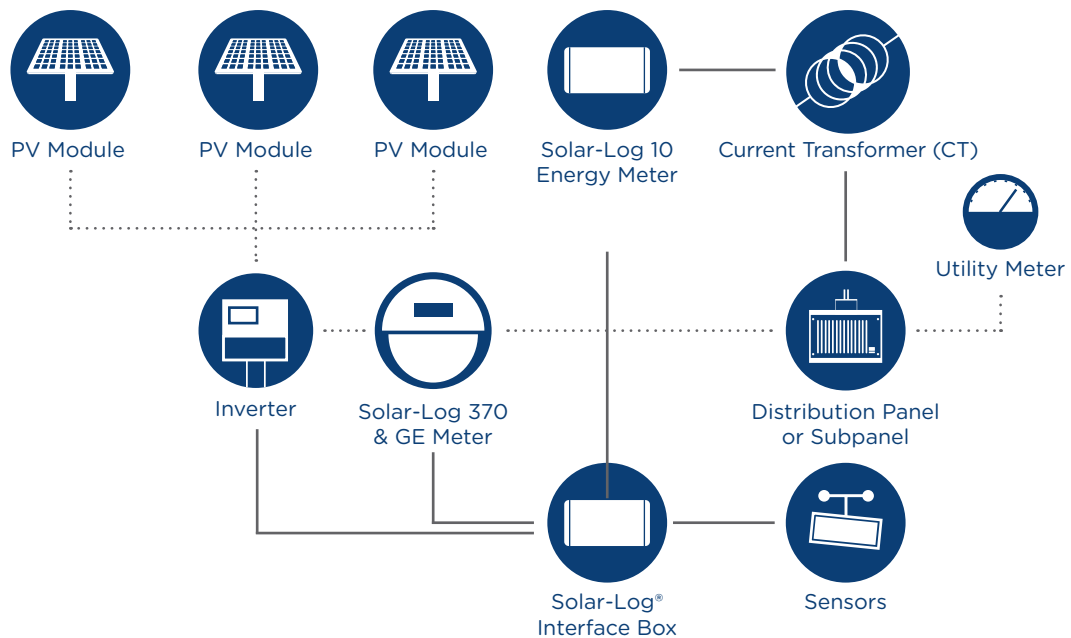 PV Module
PV Module
PV Module
Solar-Log 10
Energy Meter
Current Transformer (CT)
Utility Meter
Inverter
Solar-Log 370
& GE Meter
Distribution Panel
or Subpanel
Solar-Log®
Interface Box
Sensors